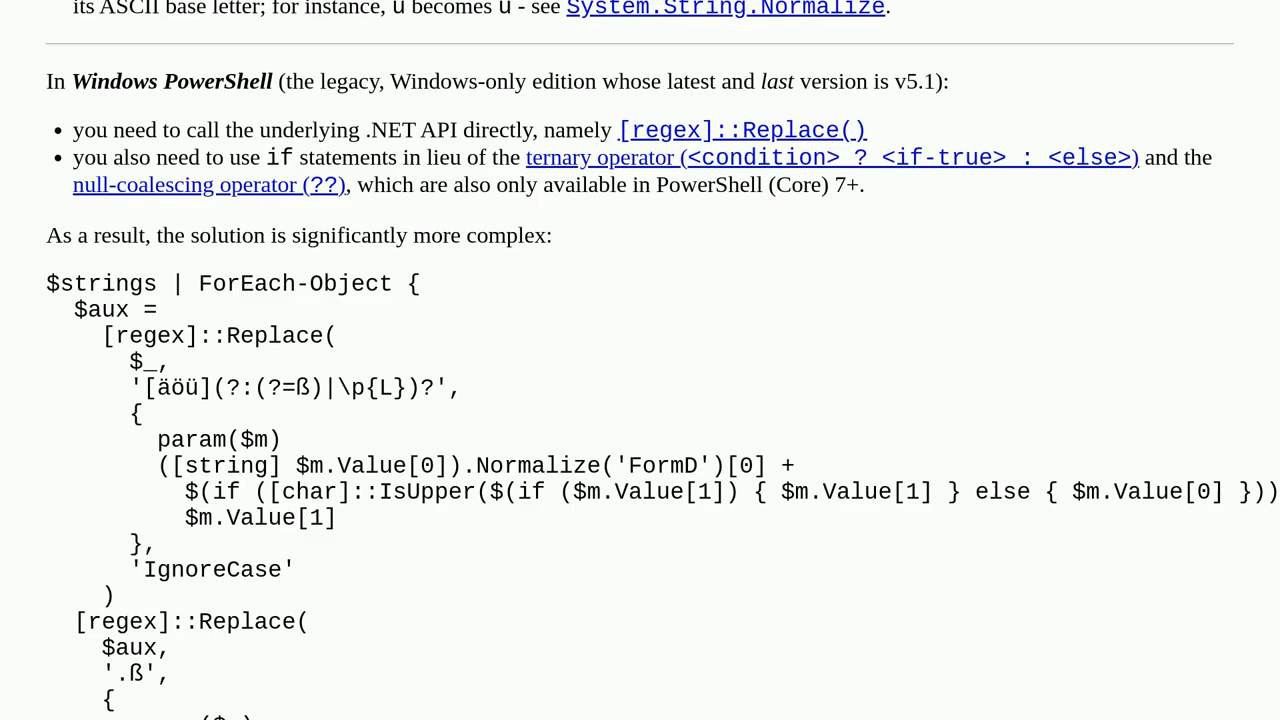 its ASCII base letter; for instance, ü becomes u - see System.String.Normalize.
In Windows PowerShell (the legacy, Windows-only edition whose latest and last version is v5.1):
you need to call the underlying .NET API directly, namely [regex]::Replace()
you also need to use if statements in lieu of the ternary operator (<condition> ? <if-true> : <else>) and the
null-coalescing operator (??), which are also only available in PowerShell (Core) 7+.
As a result, the solution is significantly more complex:
$strings | ForEach-Object {
$aux =
[regex]::Replace(
$_,
'[äöü](?:(?=ß)|\p{L})?',
{
param($m)
([string] $m.Value[0]).Normalize('FormD')[0] +
$(if ([char]::IsUpper($(if ($m.Value[1]) { $m.Value[1] } else { $m.Value[0] }))
$m.Value[1]
},
'IgnoreCase'
)
[regex]::Replace(
$aux,
'.ß',
{